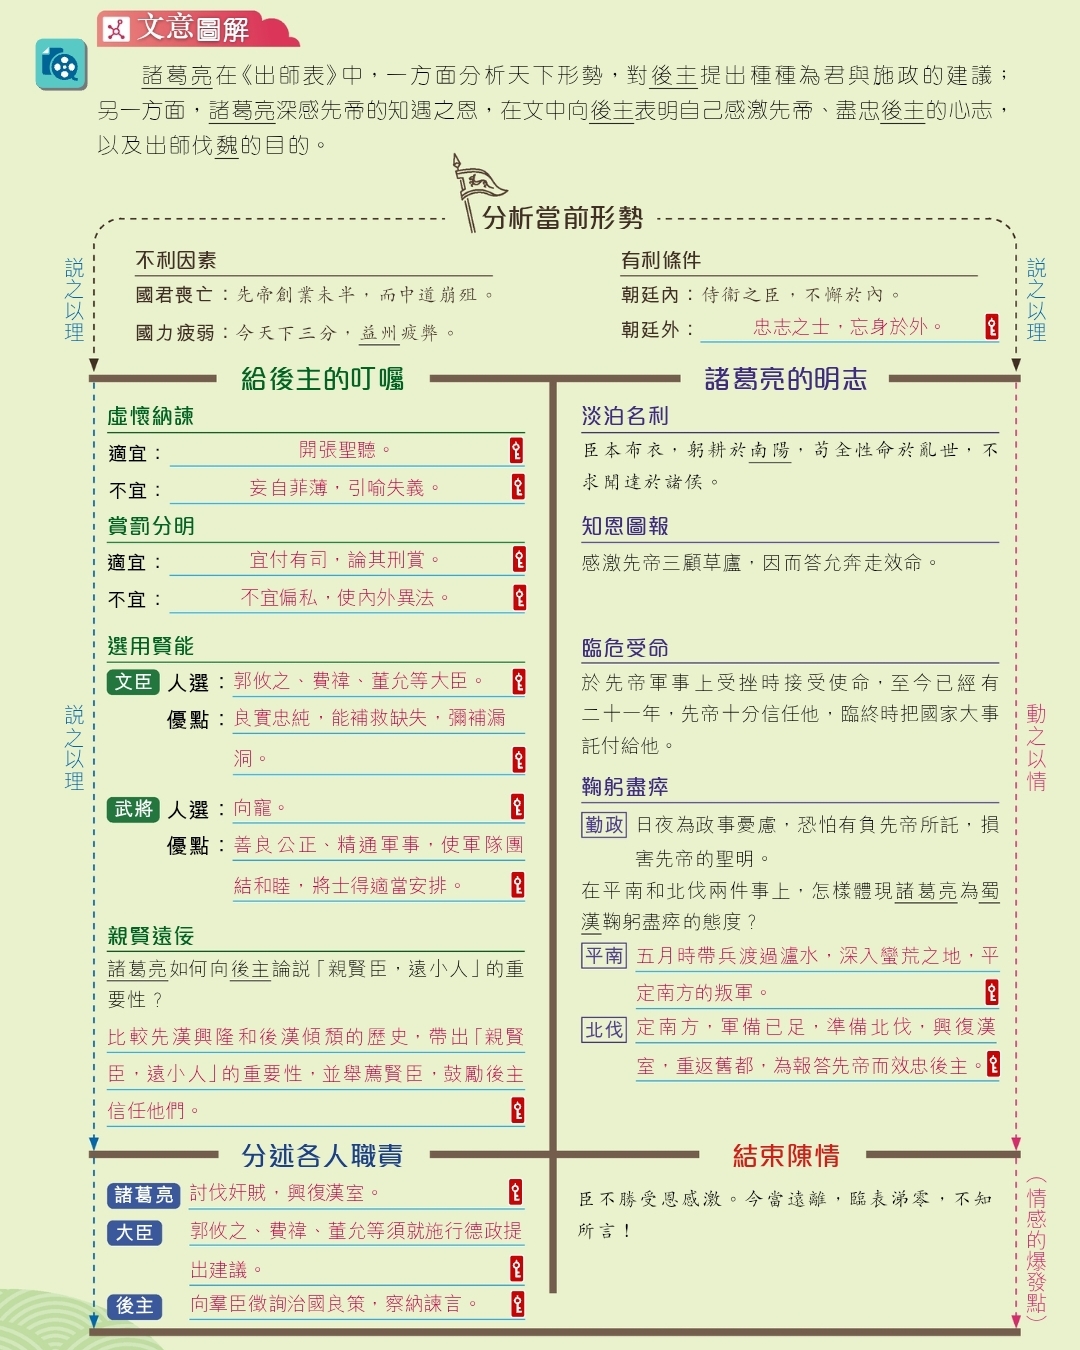 文意圖解
諸葛亮在《出師表》中，一方面分析天下形勢，對後主提出種種為君與施政的建議；
另一方面，諸葛亮深感先帝的知遇之恩，在文中向後主表明自己感激先帝、盡忠後主的心志，
以及出師伐魏的目的。
分析當前形勢
説之以理
不利因素
國君喪亡：先帝創業未半，而中道崩殂。
國力疲弱：今天下三分，益州疲弊。
有利條件
朝廷內：侍衞之臣，不懈於內。
朝廷外：忠志之士，忘身於外。
説之以理
給後主的叮囑
説之以理
虛懷納諫
適宜：開張聖聽。
不宜：妄自菲薄，引喻失義。
賞罰分明
適宜：宜付有司，論其刑賞。
不宜：不宜偏私，使內外異法。
選用賢能
文臣 人選：郭攸之、費禕、董允等大臣。
優點：良實忠純，能補救缺失，彌補漏
洞。
武將 人選：向寵。
優點：善良公正、精通軍事，使軍隊團
結和睦，將士得適當安排。
親賢遠佞
諸葛亮如何向後主論説「親賢臣，遠小人」的重
要性？
比較先漢興隆和後漢傾頹的歷史，帶出「親賢
臣，遠小人」的重要性，並舉薦賢臣，鼓勵後主
信任他們。
諸葛亮的明志
淡泊名利
臣本布衣，躬耕於南陽，苟全性命於亂世，不
求聞達於諸侯。
知恩圖報
感激先帝三顧草廬，因而答允奔走效命。
臨危受命
於先帝軍事上受挫時接受使命，至今已經有
二十一年，先帝十分信任他，臨終時把國家大事
託付給他。
鞠躬盡瘁
勤政 日夜為政事憂慮，恐怕有負先帝所託，損
害先帝的聖明。
在平南和北伐兩件事上，怎樣體現諸葛亮為蜀
漢鞠躬盡瘁的態度？
平南 五月時帶兵渡過瀘水，深入蠻荒之地，平
定南方的叛軍。
北伐 定南方，軍備已足，準備北伐，興復漢
室，重返舊都，為報答先帝而效忠後主。
動之以情
分述各人職責
諸葛亮 討伐奸賊，興復漢室。
大臣 郭攸之、費禕、董允等須就施行德政提
出建議。
後主 向羣臣徵詢治國良策，察納諫言。
結束陳情
臣不勝受恩感激。今當遠離，臨表涕零，不知
所言！
（情感的爆發點）